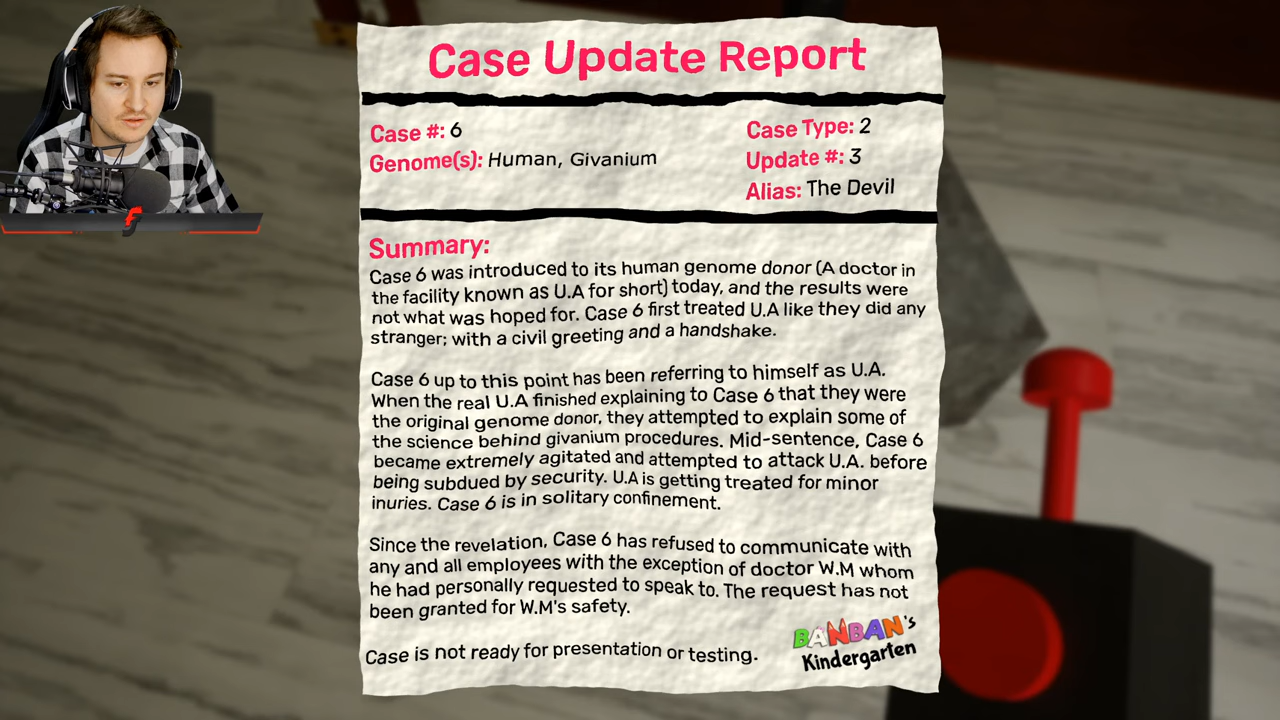 Case Update Report
Case #: 6
Case Type: 2
Genome(s): Human, Givanium
Update #: 3
Alias: The Devil
Summary:
Case 6 was introduced to its human genome donor (A doctor in
the facility known as U.A for short) today, and the results were
not what was hoped for. Case 6 first treated U.A like they did any
stranger; with a civil greeting and a handshake.
Case 6 up to this point has been referring to himself as U.A.
When the real U.A finished explaining to Case 6 that they were
the original genome donor, they attempted to explain some of
the science behind givanium procedures. Mid-sentence, Case 6
became extremely agitated and attempted to attack U.A. before
being subdued by security. U.A is getting treated for minor
inuries. Case 6 is in solitary confinement.
Since the revelation, Case 6 has refused to communicate with
any and all employees with the exception of doctor W.M whom
he had personally requested to speak to. The request has not
been granted for W.M's safety.
Case is not ready for presentation or testing.
BANBAN's
Kindergarten